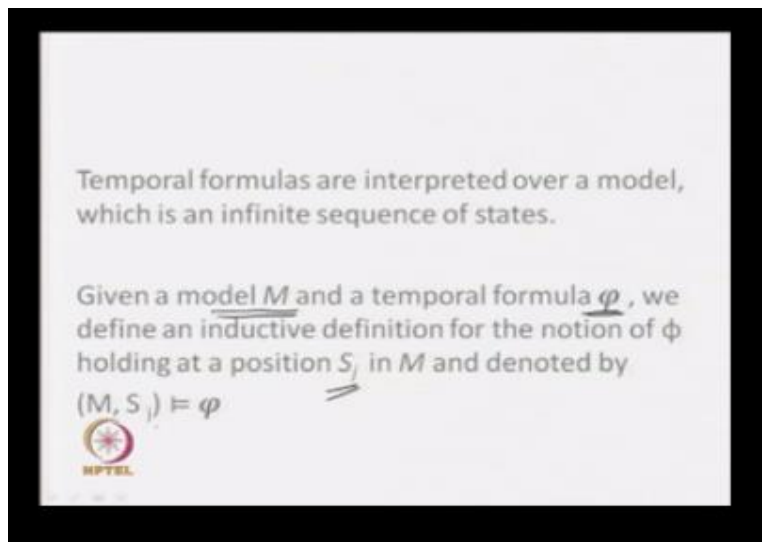 Temporal formulas are interpreted over a model,
which is an infinite sequence of states.
Given a model M and a temporal formula φ , we
define an inductive definition for the notion of ϕ
holding at a position Sⱼ in M and denoted by
(M, S ⱼ) ⊨ φ
NPTEL